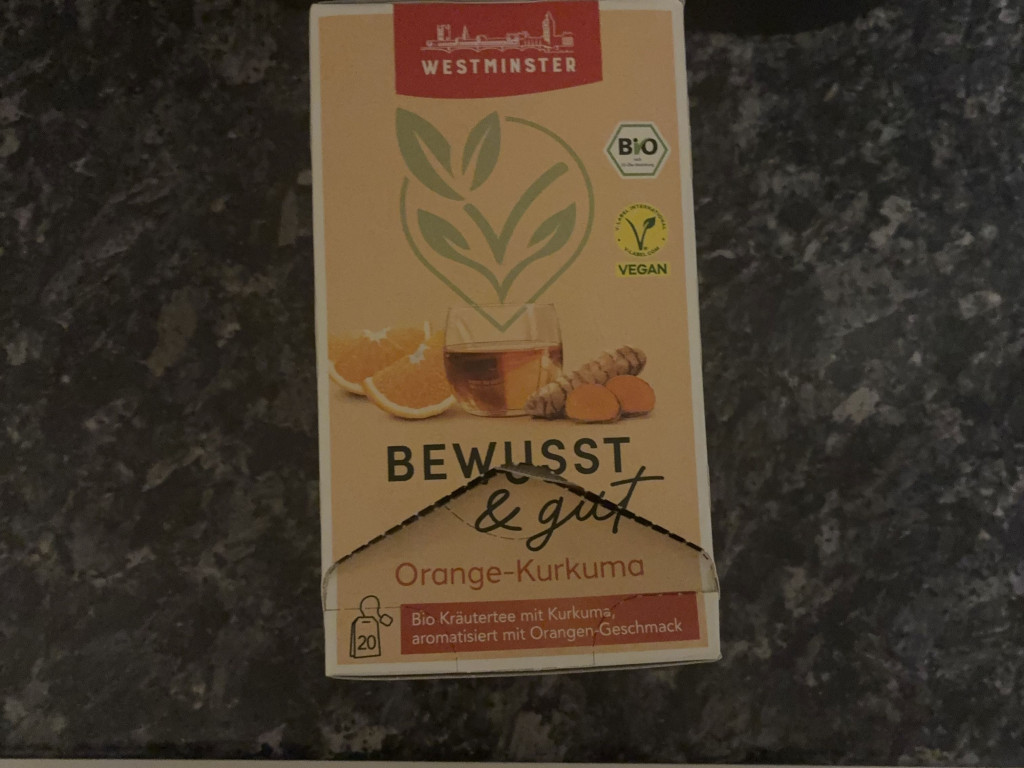 WESTMINSTER
BiO
VEGAN
BEWUSST
& gut
Orange-Kurkuma
20
Bio Kräutertee mit Kurkuma,
aromatisiert mit Orangen-Geschmack